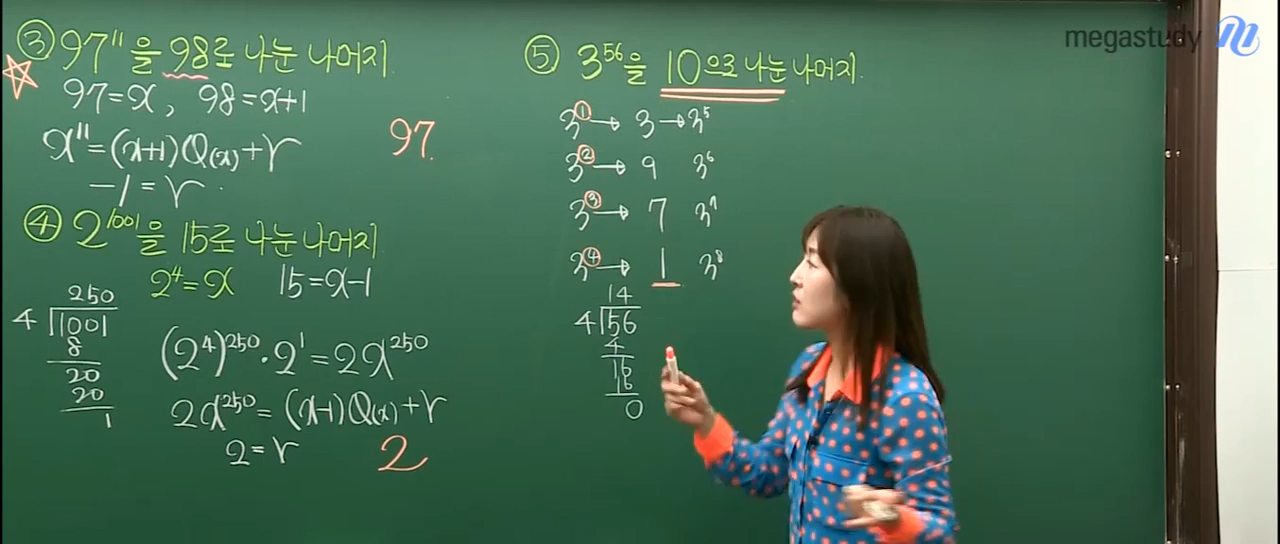 megastudy
③ 97¹¹을 98로 나눈 나머지
97=x, 98=x+1
x¹¹=(x+1)Q(x)+r
-1=r
97
④ 2¹⁰⁰¹을 15로 나눈 나머지
2⁴=x 15=x-1
250
4 1001
8
20
20
1
(2⁴)²⁵⁰·2¹=2x²⁵⁰
2x²⁵⁰=(x-1)Q(x)+r
2=r 2
⑤ 3⁵⁶을 10으로 나눈 나머지
3① → 3 → 3⁵
3② → 9 3⁶
3③ → 7 3⁷
3④ → 1 3⁸
14
4 56
4
16
16
0